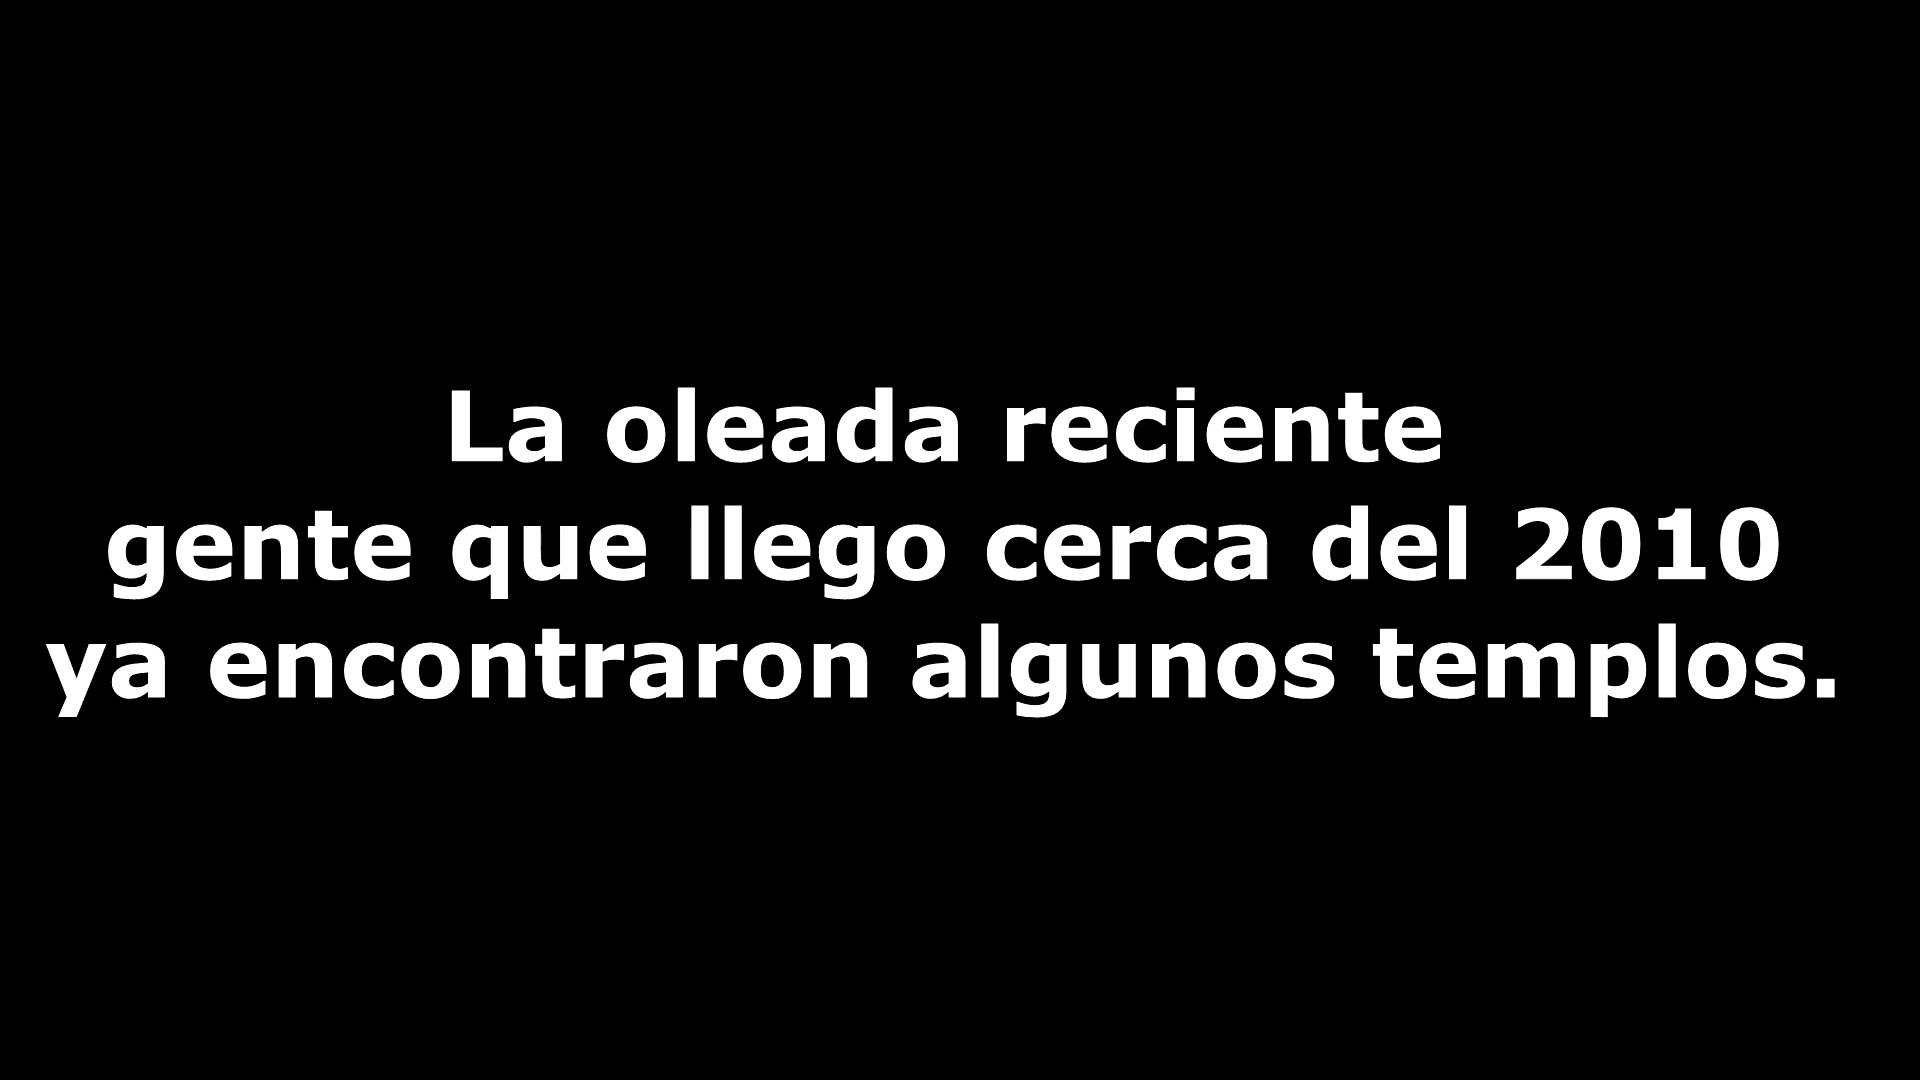 La oleada reciente
gente que llego cerca del 2010
ya encontraron algunos templos.